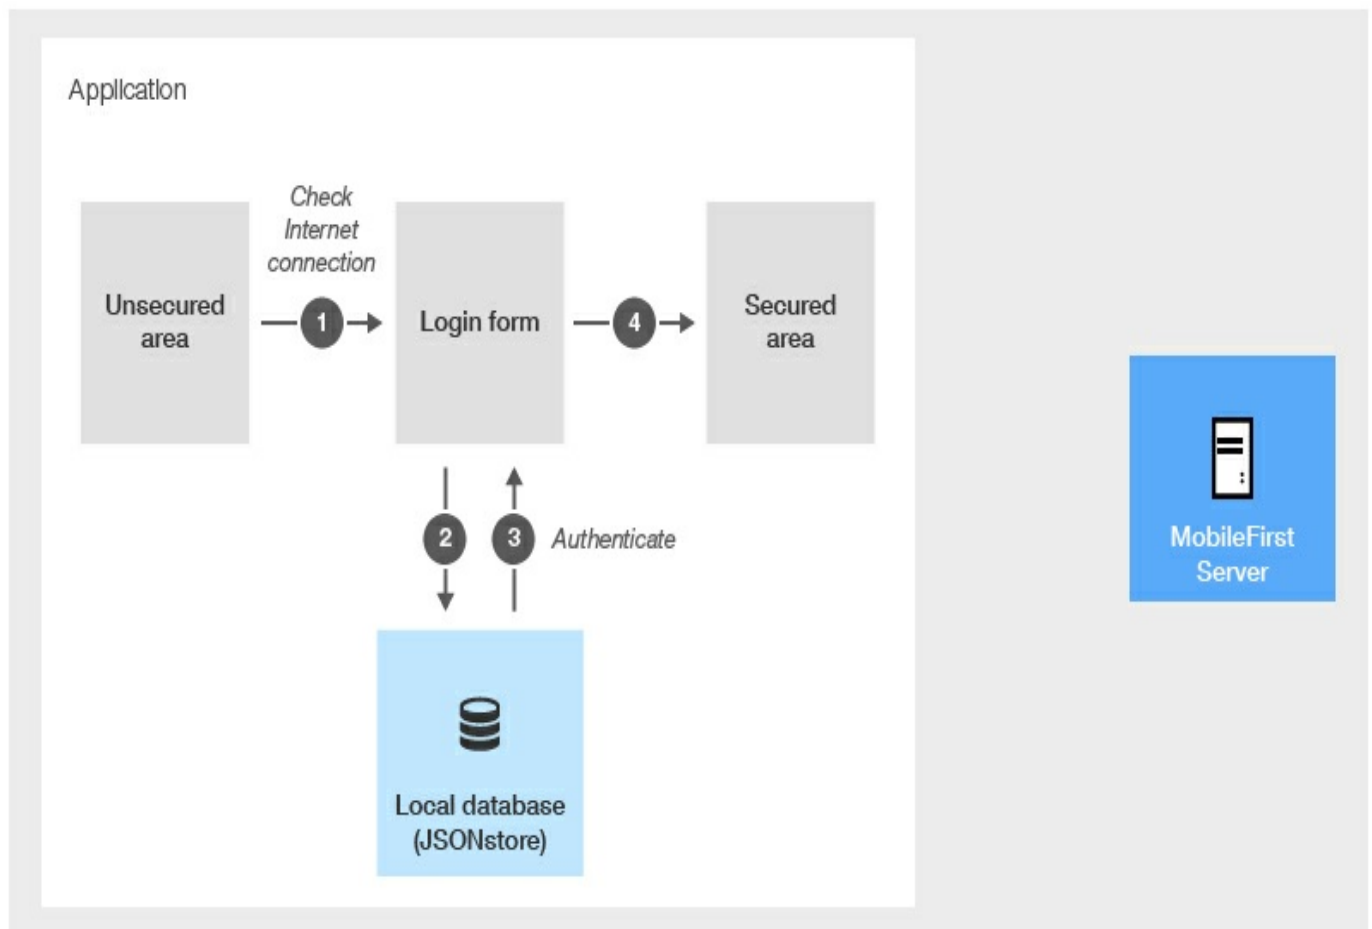 Application
Check
Internet
connection
Unsecured
area
1
Login form
4
Secured
area
2
3
Authenticate
MobileFirst
Server
Local database
(JSONstore)